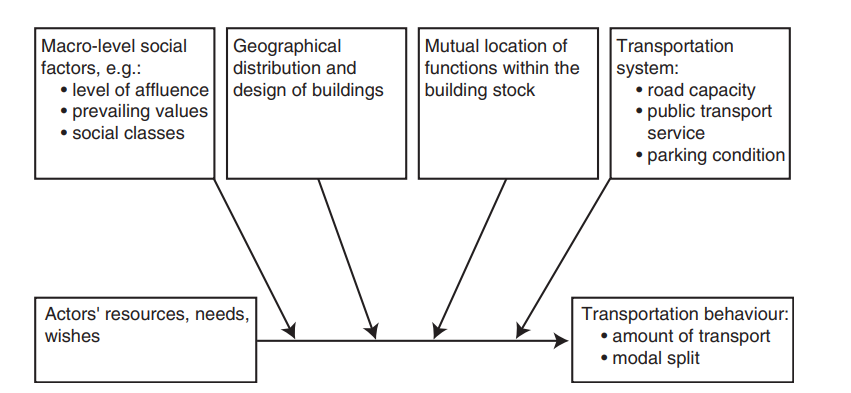 Macro-level social
factors, e.g.:
• level of affluence
• prevailing values
• social classes
Geographical
distribution and
design of buildings
Mutual location of
functions within the
building stock
Transportation
system:
• road capacity
• public transport
service
• parking condition
Actors' resources, needs,
wishes
Transportation behaviour:
• amount of transport
• modal split